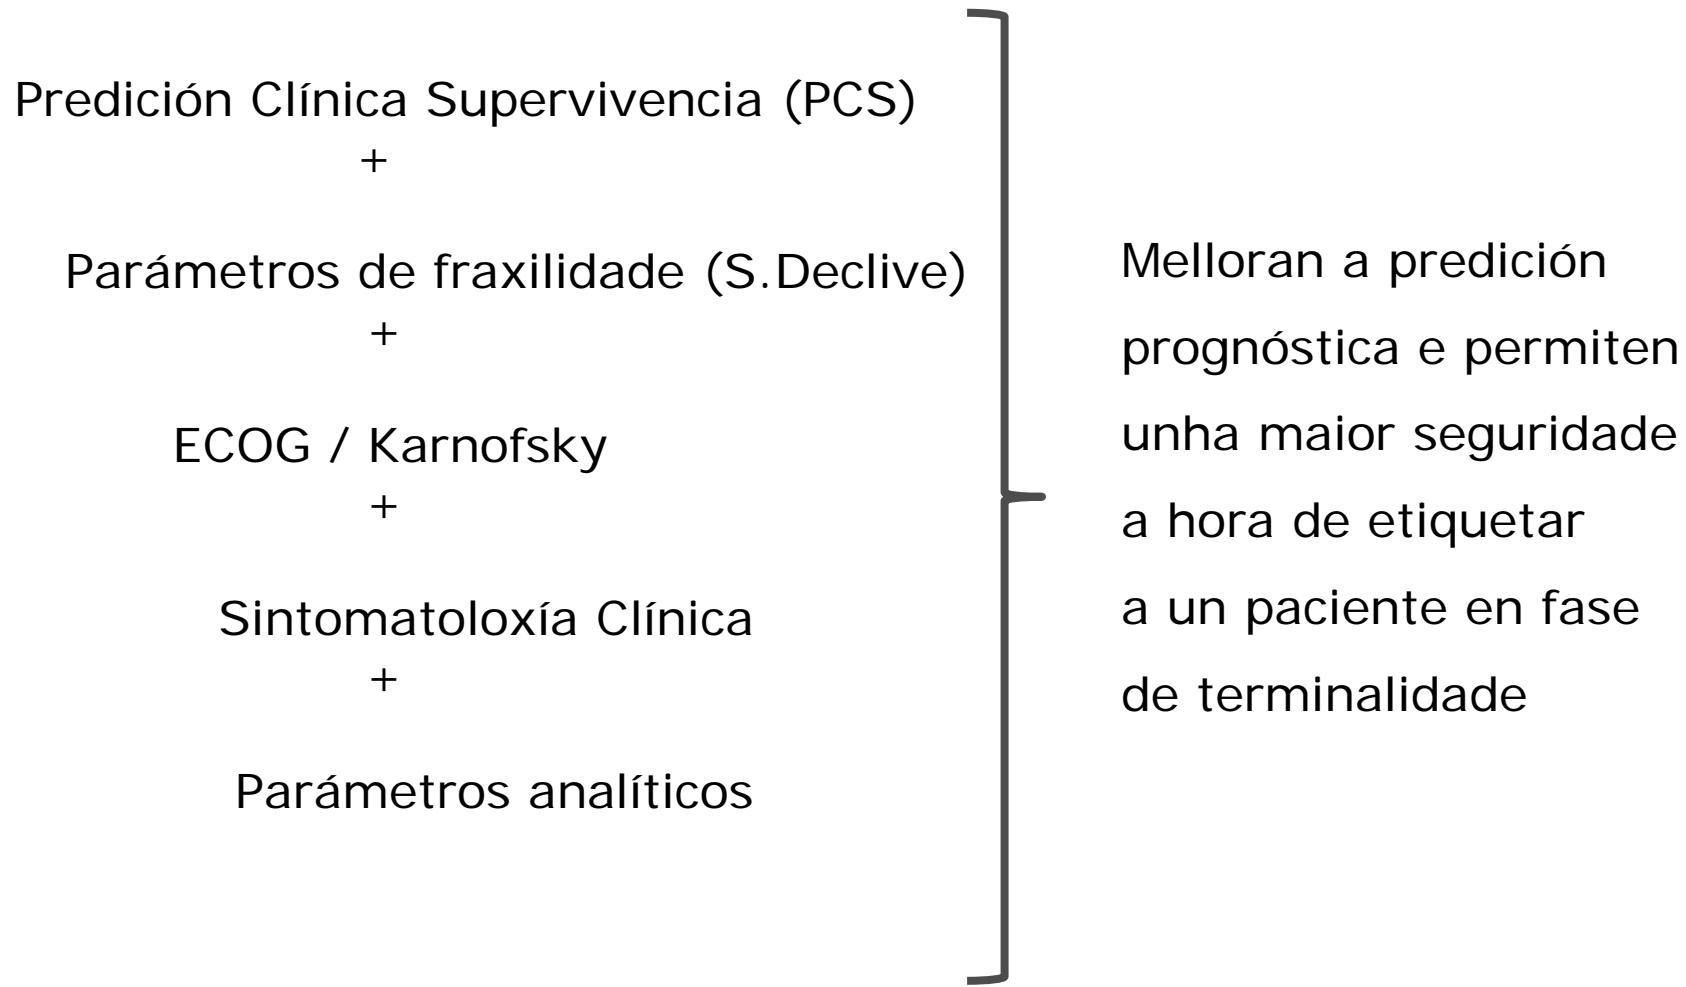 Predición Clínica Supervivencia (PCS)
+
Parámetros de fraxilidade (S.Declive)
+
ECOG / Karnofsky
+
Sintomatoloxía Clínica
+
Parámetros analíticos
Melloran a predición
prognóstica e permiten
unha maior seguridade
a hora de etiquetar
a un paciente en fase
de terminalidade